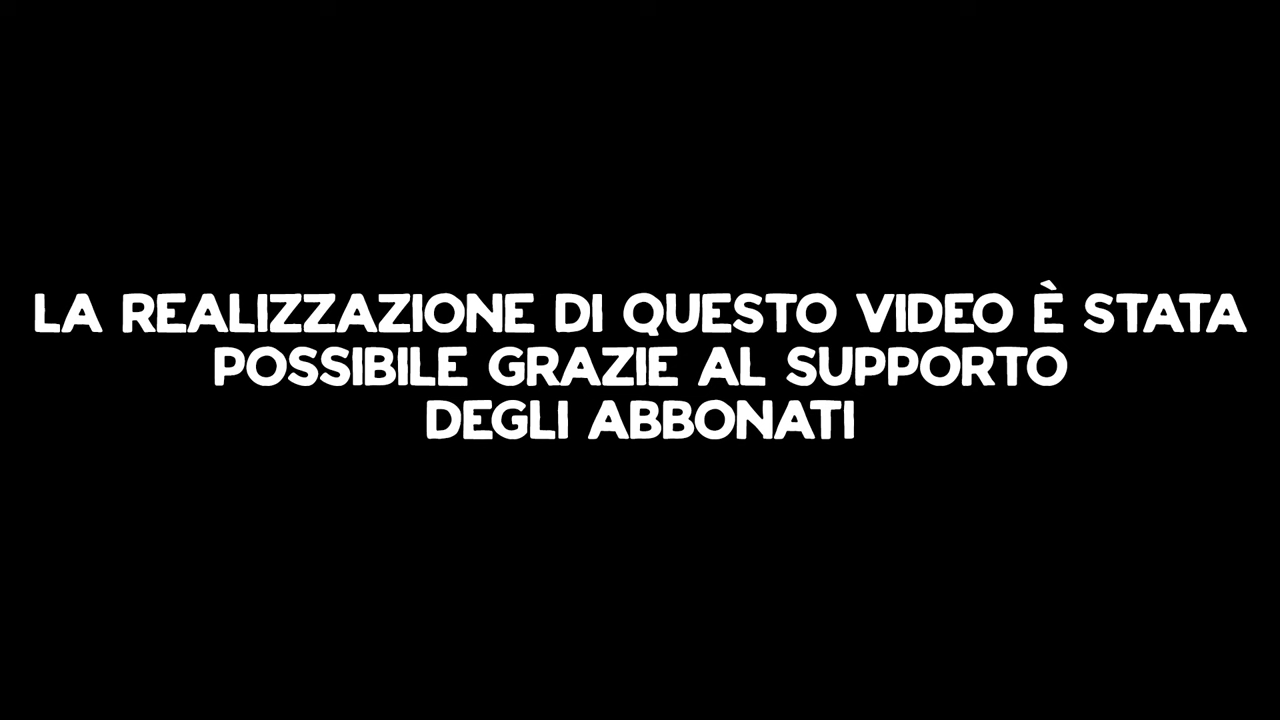 LA REALIZZAZIONE DI QUESTO VIDEO È STATA
POSSIBILE GRAZIE AL SUPPORTO
DEGLI ABBONATI